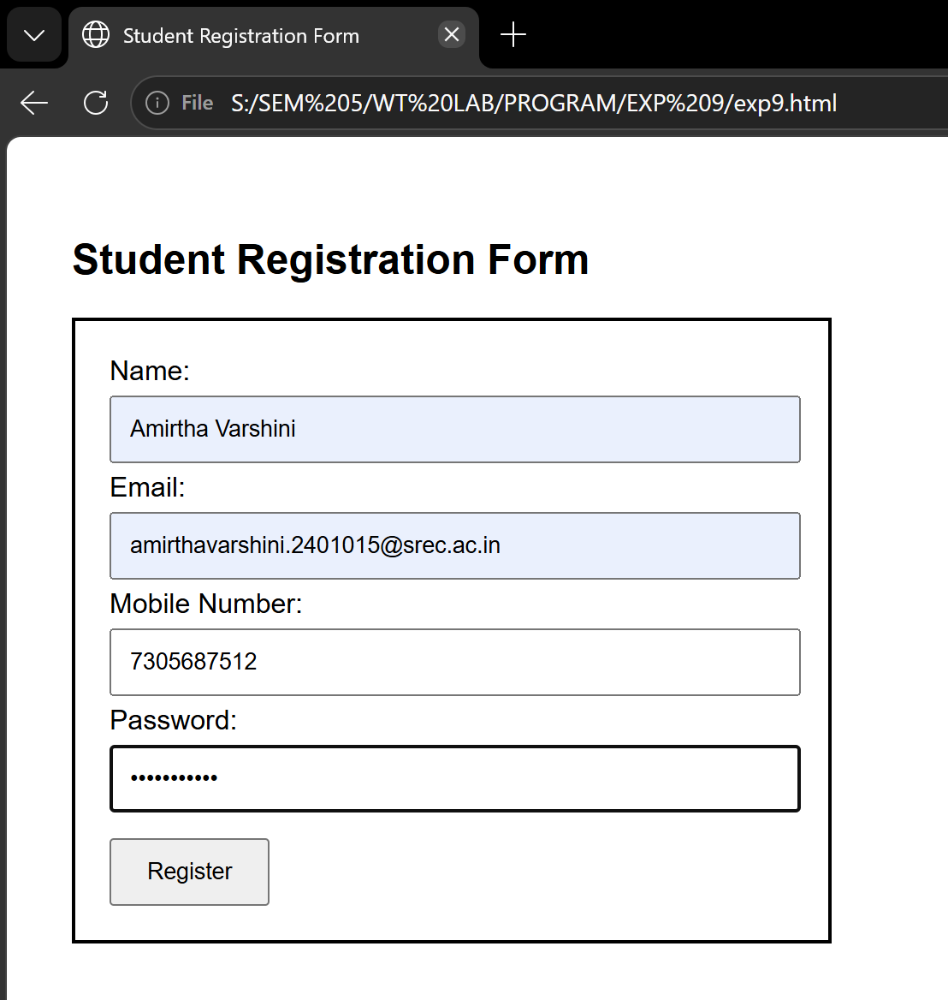 Student Registration Form
File S:/SEM%205/WT%20LAB/PROGRAM/EXP%209/exp9.html
Student Registration Form
Name:
Amirtha Varshini
Email:
amirthavarshini.2401015@srec.ac.in
Mobile Number:
7305687512
Password:
•••••••••••
Register